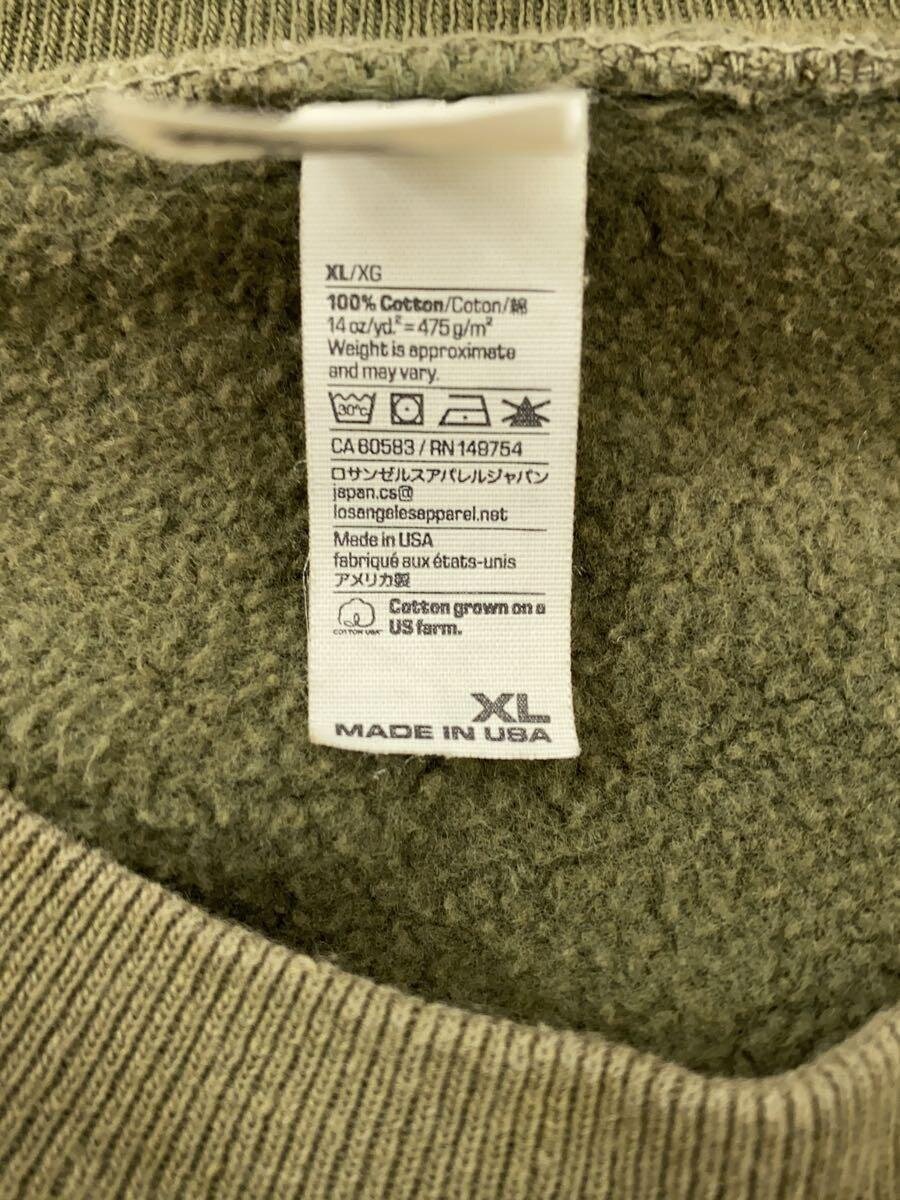 XL/XG
100% Cotton/Coton/綿
14 oz/yd.² = 475 g/m²
Weight is approximate
and may vary.
30°C
CA 60583 / RN 149754
ロサンゼルスアパレルジャパン
japan.cs@
losangelesapparel.net
Made in USA
fabriqué aux états-unis
アメリカ製
Cotton grown on a
US farm.
COTTON USA
XL
MADE IN USA